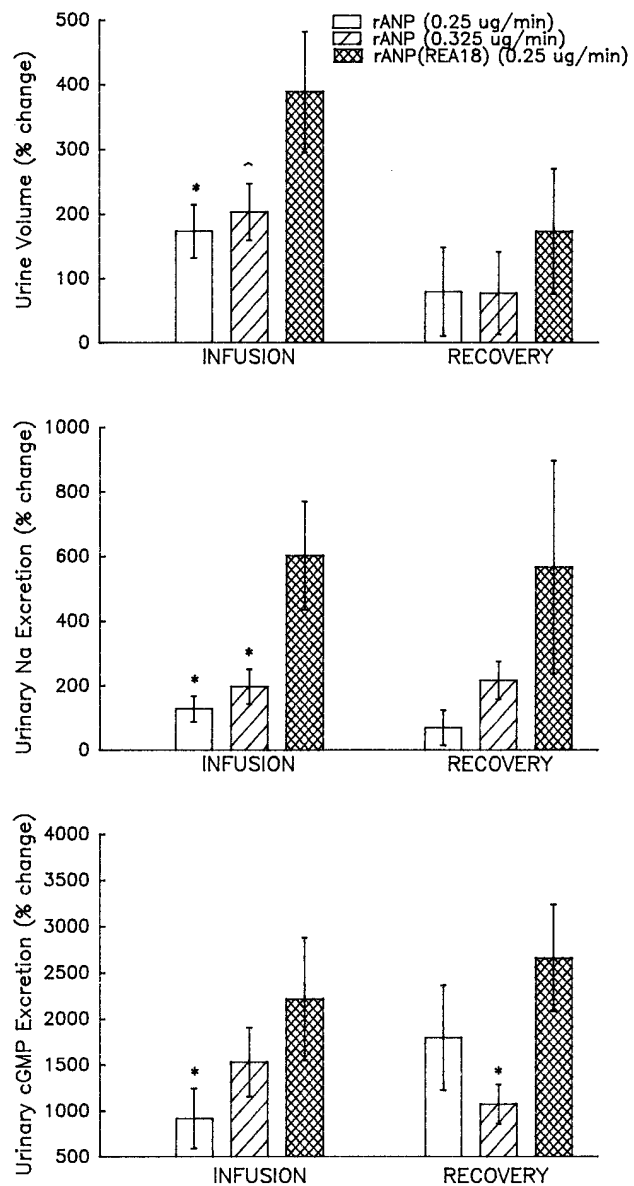 rANP (0.25 ug/min)
rANP (0.325 ug/min)
rANP(REA18) (0.25 ug/min)
Urine Volume (% change)
500
400
300
200
100
0
*
^
INFUSION
RECOVERY
Urinary Na Excretion (% change)
1000
800
600
400
200
0
*
*
INFUSION
RECOVERY
Urinary cGMP Excretion (% change)
4000
3500
3000
2500
2000
1500
1000
500
*
*
INFUSION
RECOVERY